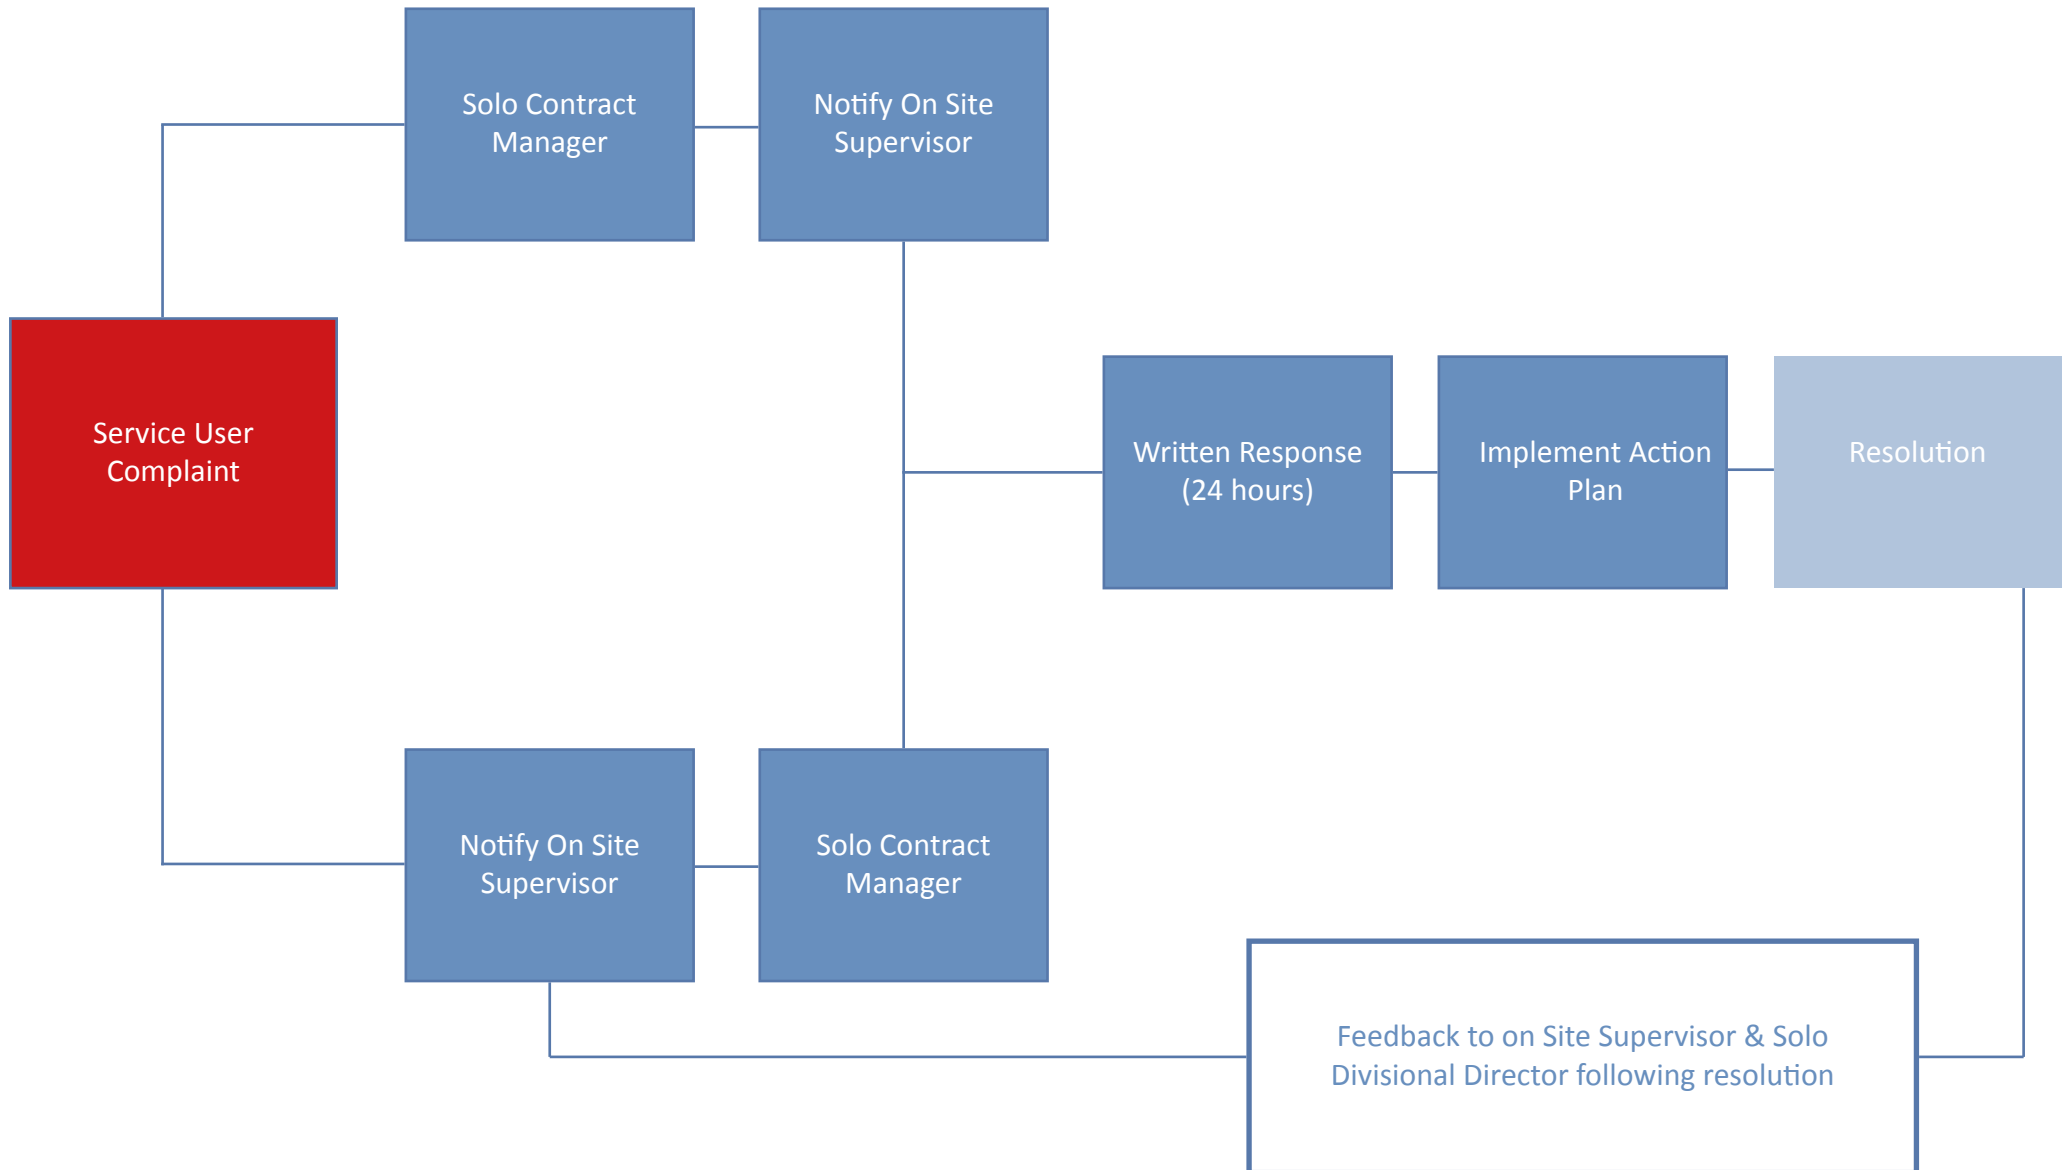 Solo Contract
Manager
Notify On Site
Supervisor
Service User
Complaint
Written Response
(24 hours)
Implement Action
Plan
Resolution
Notify On Site
Supervisor
Solo Contract
Manager
Feedback to on Site Supervisor & Solo
Divisional Director following resolution